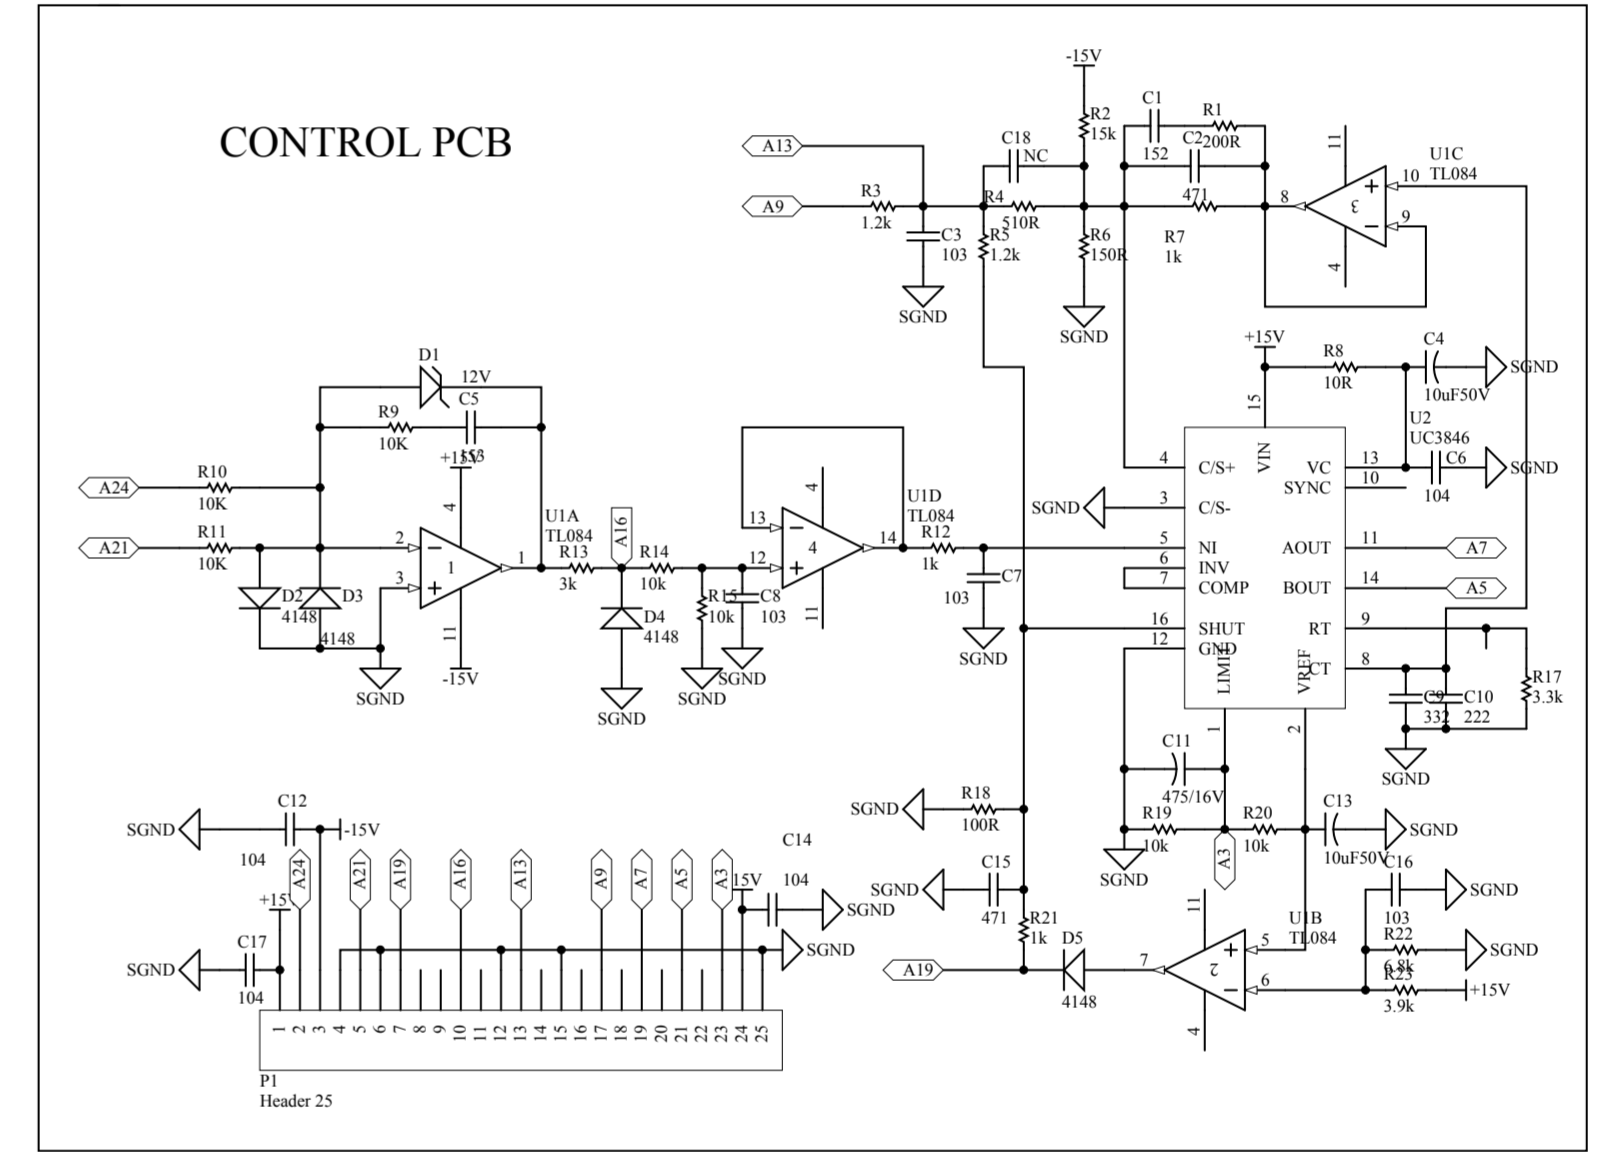 CONTROL PCB
-15V
A13
A9
R3
1.2k
C3
103
SGND
C18
NC
R4
510R
R5
1.2k
R2
15k
R6
150R
SGND
C1
152
R1
200R
C2
471
R7
1k
8
3
11
4
10
9
U1C
TL084
+15V
R8
10R
C4
10uF50V
SGND
15
U2
UC3846
C6
104
SGND
D1
12V
R9
10K
C5
153
+15V
A24
R10
10K
A21
R11
10K
D2
4148
D3
4148
SGND
2
3
4
11
1
1
-15V
U1A
TL084
R13
3k
A16
D4
4148
SGND
R14
10k
R15
10k
SGND
C8
103
SGND
13
12
4
4
11
14
U1D
TL084
R12
1k
C7
103
SGND
SGND
4 C/S+
3 C/S-
5 NI
6 INV
7 COMP
16 SHUT
12 GND
VIN
VC 13
SYNC 10
AOUT 11
BOUT 14
RT 9
CT 8
LIMIT
VREF
1
2
A7
A5
C9
332
C10
222
R17
3.3k
SGND
C11
475/16V
R19
10k
SGND
A3
R20
10k
C13
10uF50V
SGND
SGND
R18
100R
SGND
C15
471
R21
1k
A19
D5
4148
7
2
11
4
5
6
U1B
TL084
C16
103
SGND
R22
6.8k
SGND
R23
3.9k
+15V
SGND
C12
104
-15V
+15
SGND
C17
104
A24
A21
A19
A16
A13
A9
A7
A5
A3
15V
C14
104
SGND
SGND
1 2 3 4 5 6 7 8 9 10 11 12 13 14 15 16 17 18 19 20 21 22 23 24 25
P1
Header 25